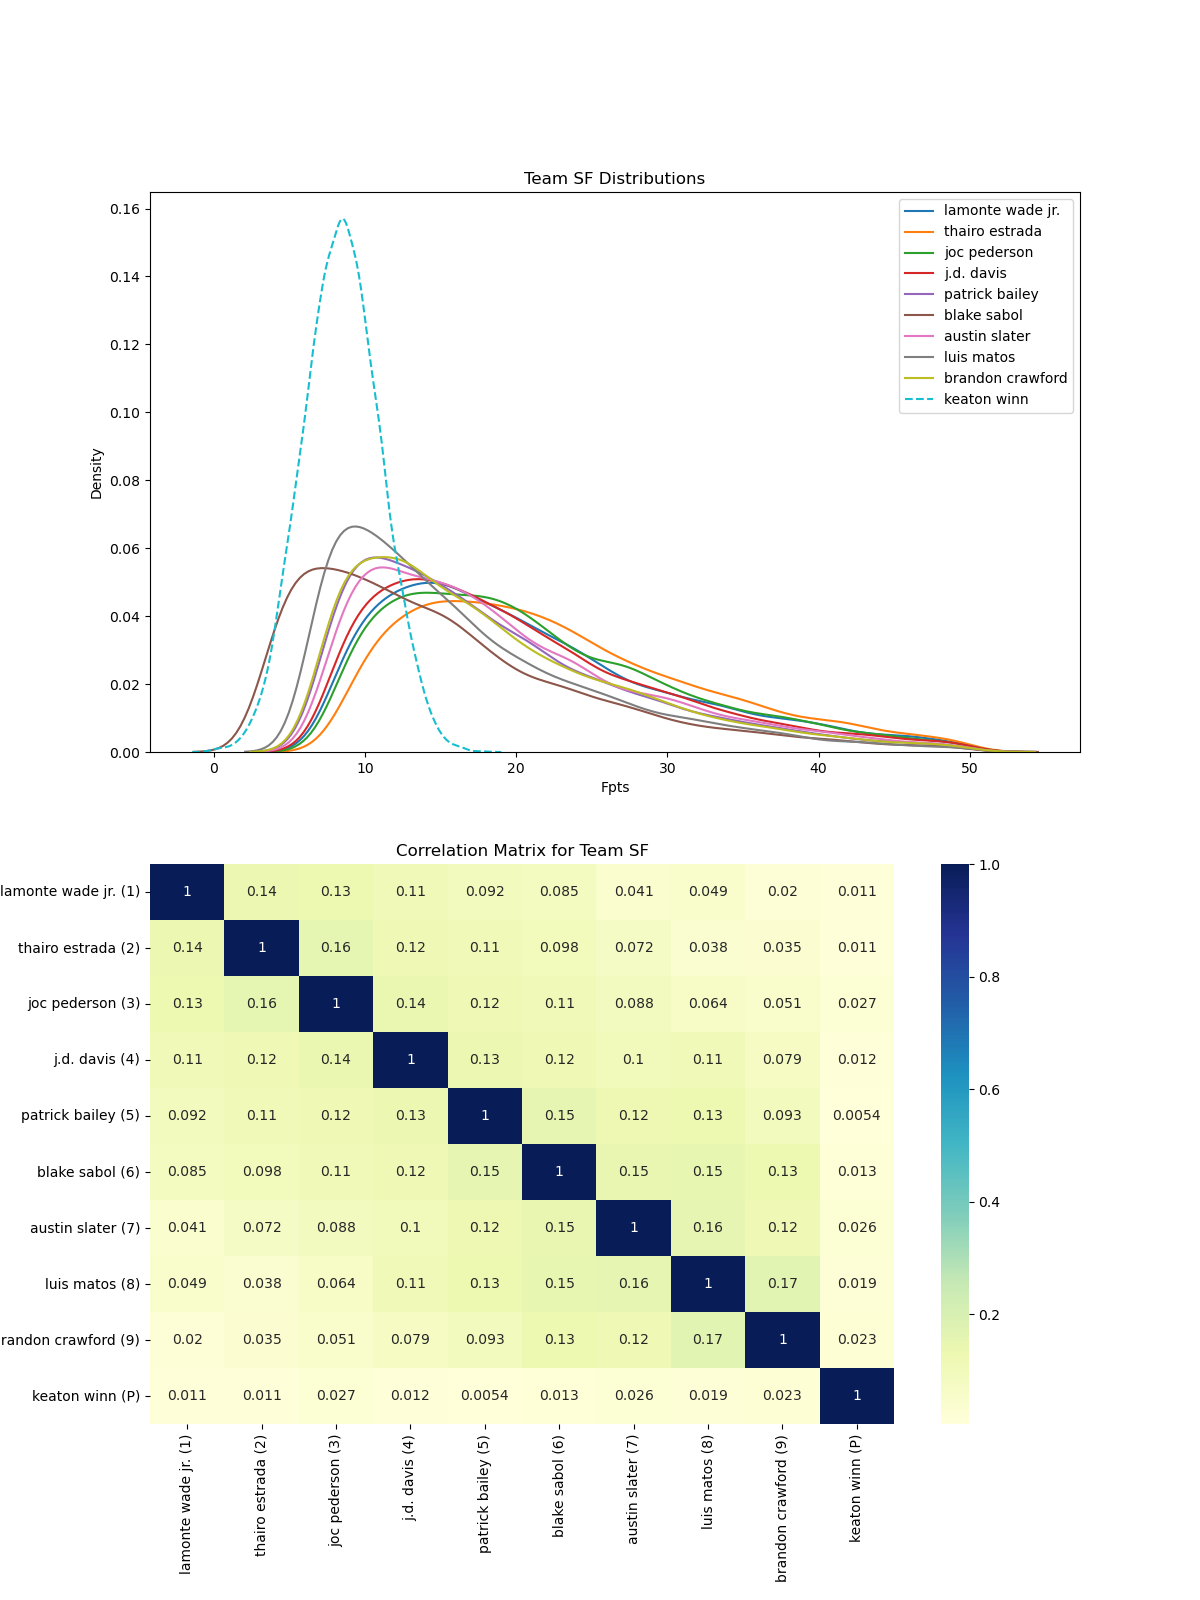 Team SF Distributions
0.16
0.14
0.12
0.10
0.08
0.06
0.04
0.02
0.00
Density
0 10 20 30 40 50
Fpts
lamonte wade jr.
thairo estrada
joc pederson
j.d. davis
patrick bailey
blake sabol
austin slater
luis matos
brandon crawford
keaton winn
Correlation Matrix for Team SF
lamonte wade jr. (1) 1 0.14 0.13 0.11 0.092 0.085 0.041 0.049 0.02 0.011
thairo estrada (2) 0.14 1 0.16 0.12 0.11 0.098 0.072 0.038 0.035 0.011
joc pederson (3) 0.13 0.16 1 0.14 0.12 0.11 0.088 0.064 0.051 0.027
j.d. davis (4) 0.11 0.12 0.14 1 0.13 0.12 0.1 0.11 0.079 0.012
patrick bailey (5) 0.092 0.11 0.12 0.13 1 0.15 0.12 0.13 0.093 0.0054
blake sabol (6) 0.085 0.098 0.11 0.12 0.15 1 0.15 0.15 0.13 0.013
austin slater (7) 0.041 0.072 0.088 0.1 0.12 0.15 1 0.16 0.12 0.026
luis matos (8) 0.049 0.038 0.064 0.11 0.13 0.15 0.16 1 0.17 0.019
randon crawford (9) 0.02 0.035 0.051 0.079 0.093 0.13 0.12 0.17 1 0.023
keaton winn (P) 0.011 0.011 0.027 0.012 0.0054 0.013 0.026 0.019 0.023 1
lamonte wade jr. (1)
thairo estrada (2)
joc pederson (3)
j.d. davis (4)
patrick bailey (5)
blake sabol (6)
austin slater (7)
luis matos (8)
brandon crawford (9)
keaton winn (P)
1.0
0.8
0.6
0.4
0.2